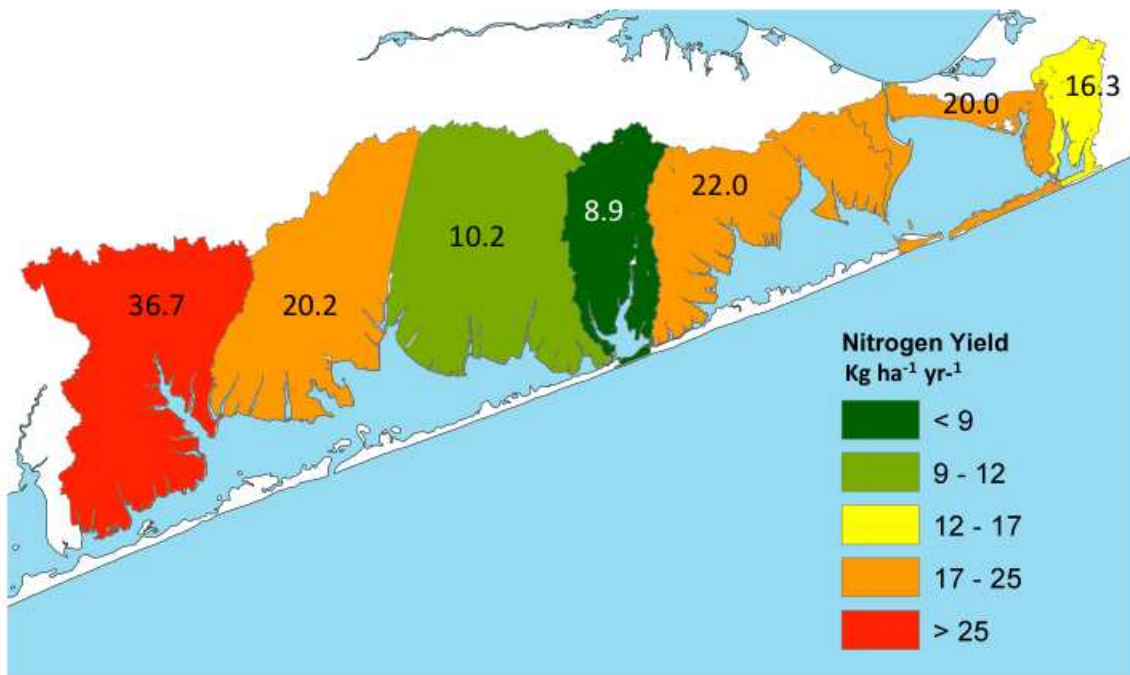 16.3
20.0
22.0
8.9
10.2
20.2
36.7
Nitrogen Yield
Kg ha⁻¹ yr-¹
< 9
9 - 12
12 - 17
17 - 25
> 25